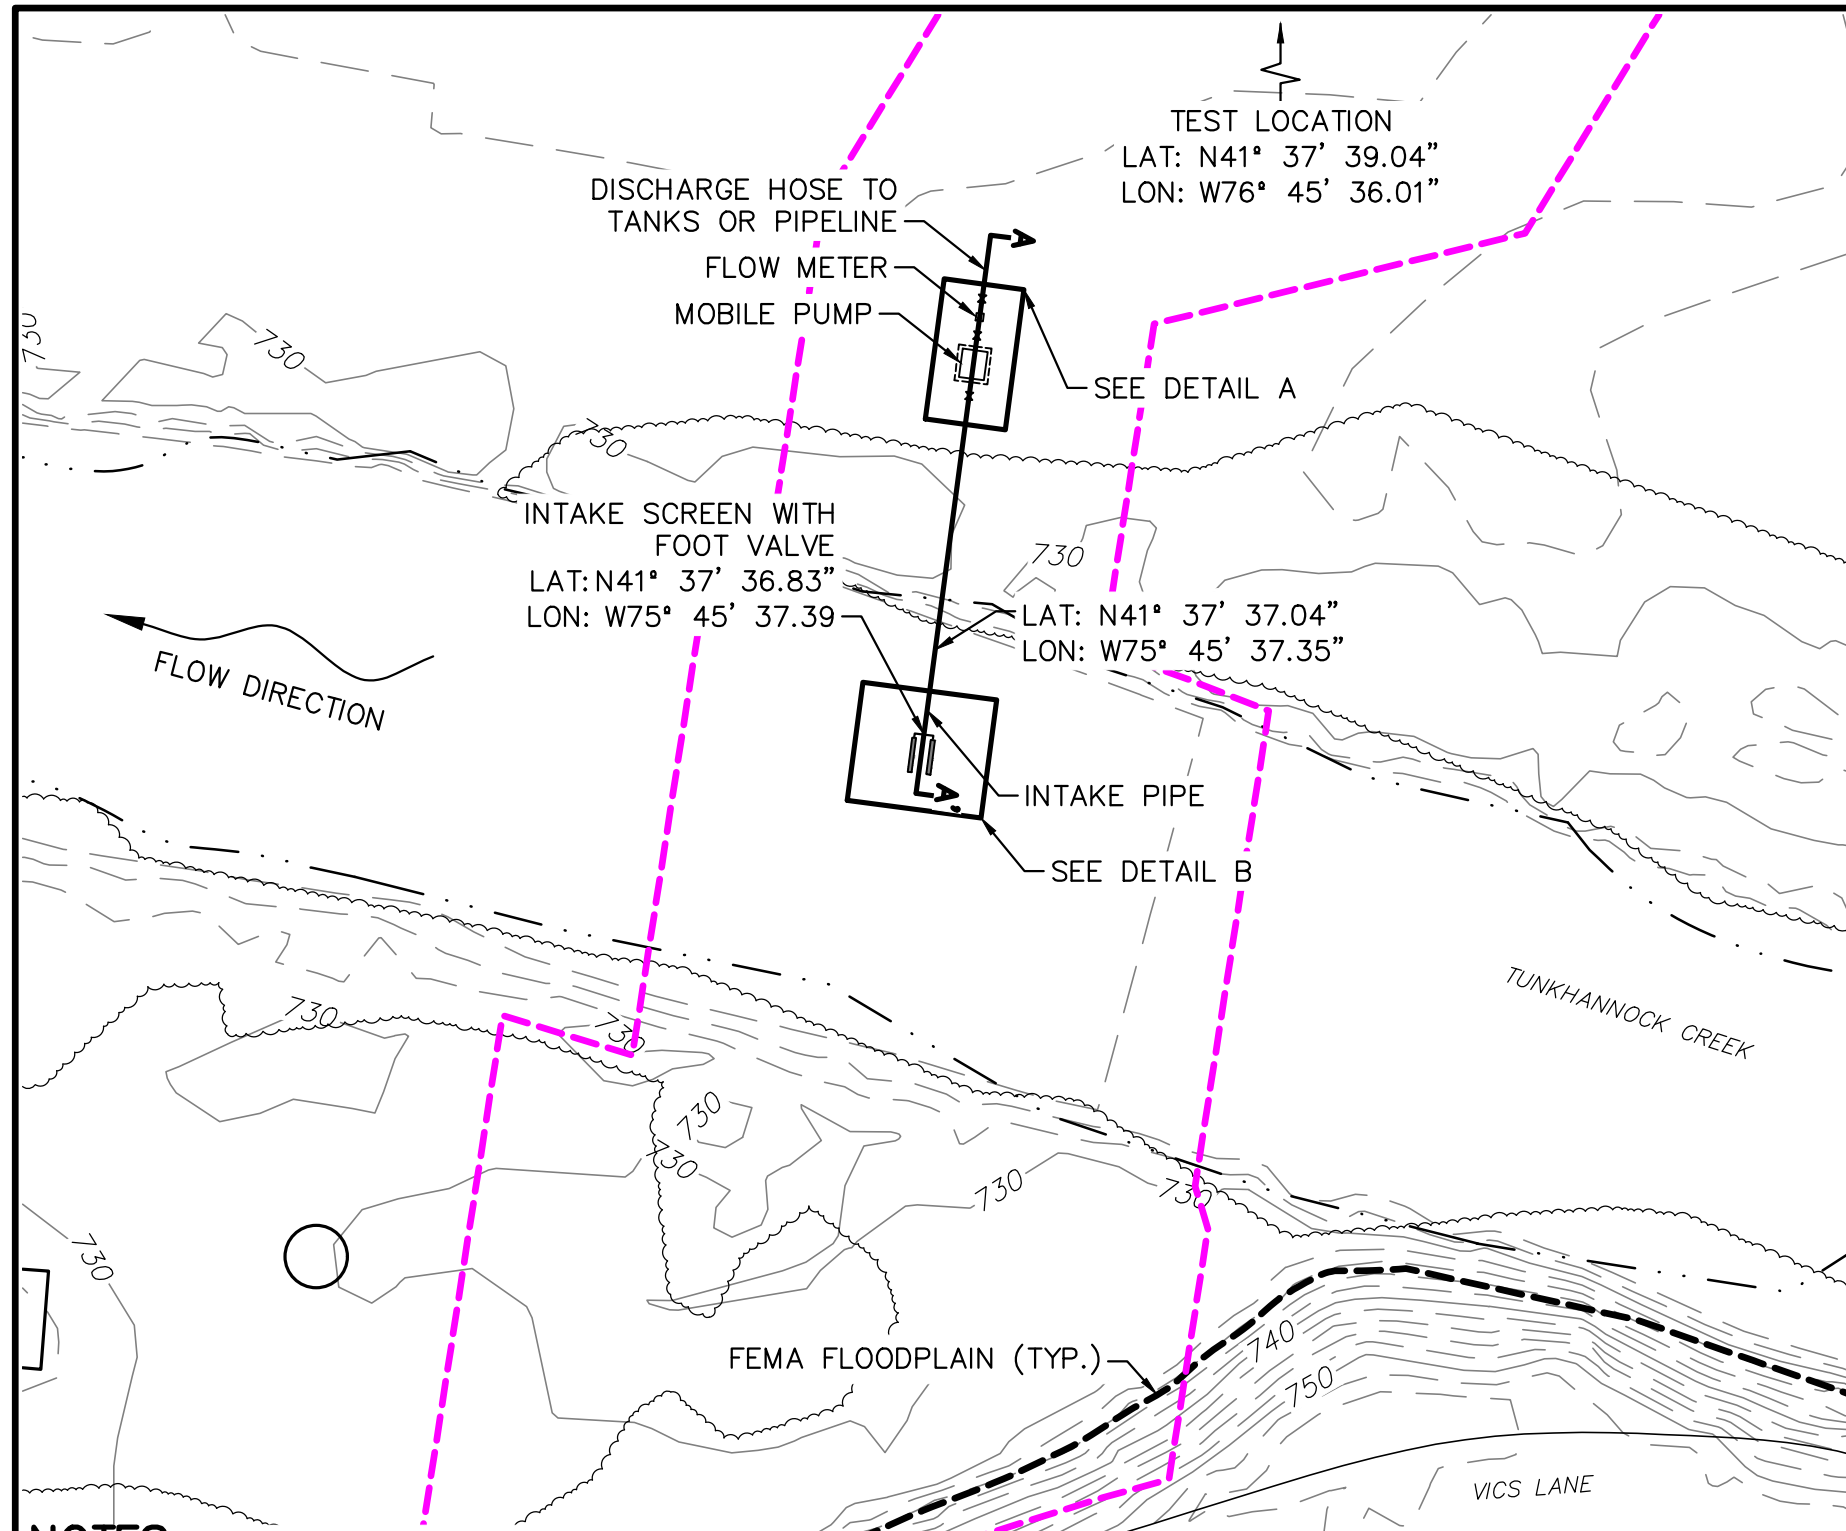 TEST LOCATION
LAT: N41° 37' 39.04"
LON: W76° 45' 36.01"
DISCHARGE HOSE TO
TANKS OR PIPELINE
A
FLOW METER
MOBILE PUMP
730
730
SEE DETAIL A
730
INTAKE SCREEN WITH
FOOT VALVE
LAT: N41° 37' 36.83"
LON: W75° 45' 37.39
730
LAT: N41° 37' 37.04"
LON: W75° 45' 37.35"
FLOW DIRECTION
A
INTAKE PIPE
SEE DETAIL B
TUNKHANNOCK CREEK
730
730
730
730
730
730
730
FEMA FLOODPLAIN (TYP.)
740
750
VICS LANE
NOTES